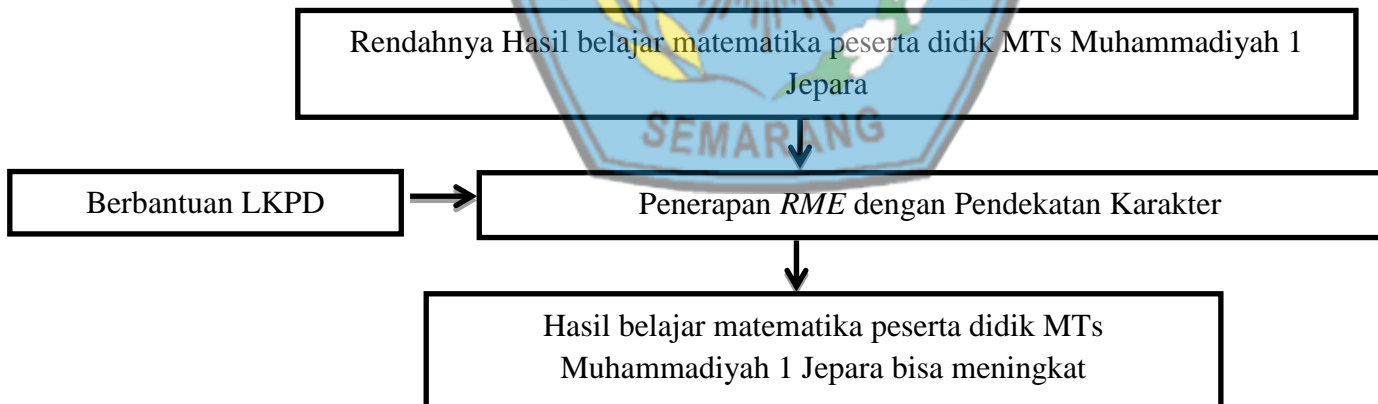 Rendahnya Hasil belajar matematika peserta didik MTs Muhammadiyah 1
Jepara
SEMARANG
Berbantuan LKPD
Penerapan RME dengan Pendekatan Karakter
Hasil belajar matematika peserta didik MTs
Muhammadiyah 1 Jepara bisa meningkat